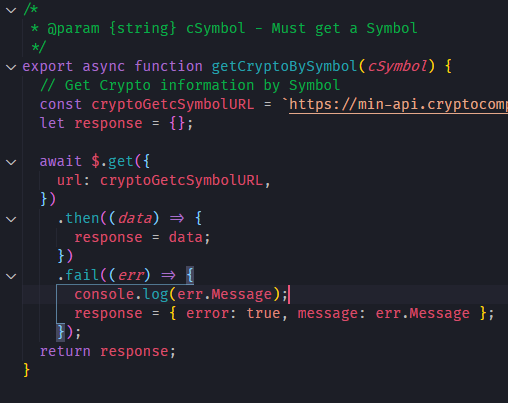 /*
 * @param {string} cSymbol - Must get a Symbol
 */
export async function getCryptoBySymbol(cSymbol) {
  // Get Crypto information by Symbol
  const cryptoGetcSymbolURL = `https://min-api.cryptocomp
  let response = {};

  await $.get({
    url: cryptoGetcSymbolURL,
  })
    .then((data) => {
      response = data;
    })
    .fail((err) => {
      console.log(err.Message);
      response = { error: true, message: err.Message };
    });
  return response;
}